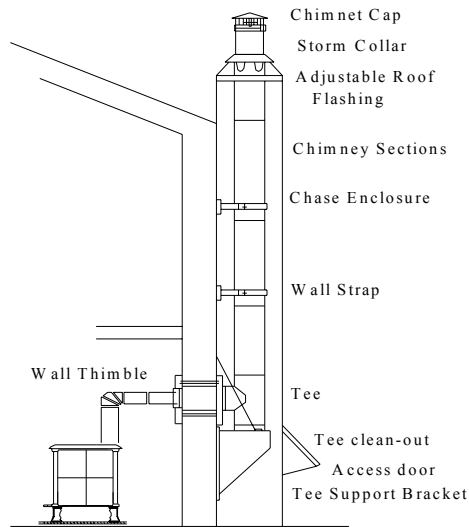 Chimnet Cap
Storm Collar
Adjustable Roof
Flashing
Chimney Sections
Chase Enclosure
Wall Strap
Wall Thimble
Tee
Tee clean-out
Access door
Tee Support Bracket